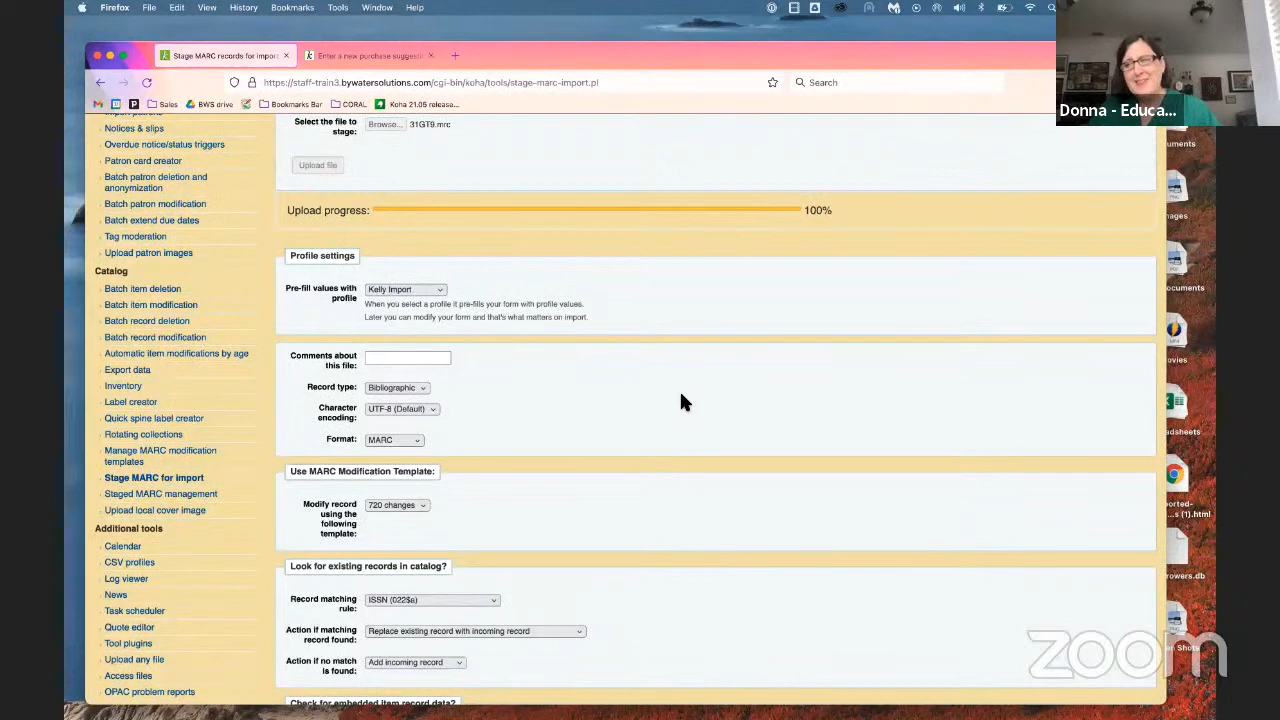 Firefox File Edit View History Bookmarks Tools Window Help
Stage MARC records for import
Enter a new purchase suggestion
https://staff-train3.bywatersolutions.com/cgi-bin/koha/tools/stage-marc-import.pl
Search
Sales
BWS drive
Bookmarks Bar
CORAL
Koha 21.05 release...
Donna - Educa...
Notices & slips
Overdue notice/status triggers
Patron card creator
Batch patron deletion and
anonymization
Batch patron modification
Batch extend due dates
Tag moderation
Upload patron images
Catalog
Batch item deletion
Batch item modification
Batch record deletion
Batch record modification
Automatic item modifications by age
Export data
Inventory
Label creator
Quick spine label creator
Rotating collections
Manage MARC modification
templates
Stage MARC for import
Staged MARC management
Upload local cover image
Additional tools
Calendar
CSV profiles
Log viewer
News
Task scheduler
Quote editor
Tool plugins
Upload any file
Access files
OPAC problem reports
Select the file to
stage:
Browse... 31GT9.mrc
Upload file
Upload progress: 100%
Profile settings
Pre-fill values with
profile
Kelly Import
When you select a profile it pre-fills your form with profile values.
Later you can modify your form and that's what matters on import.
Comments about
this file:
Record type: Bibliographic
Character
encoding:
UTF-8 (Default)
Format: MARC
Use MARC Modification Template:
Modify record
using the
following
template:
720 changes
Look for existing records in catalog?
Record matching
rule:
ISSN (022$a)
Action if matching
record found:
Replace existing record with incoming record
Action if no match
is found:
Add incoming record
Check for embedded item record data?
zoom